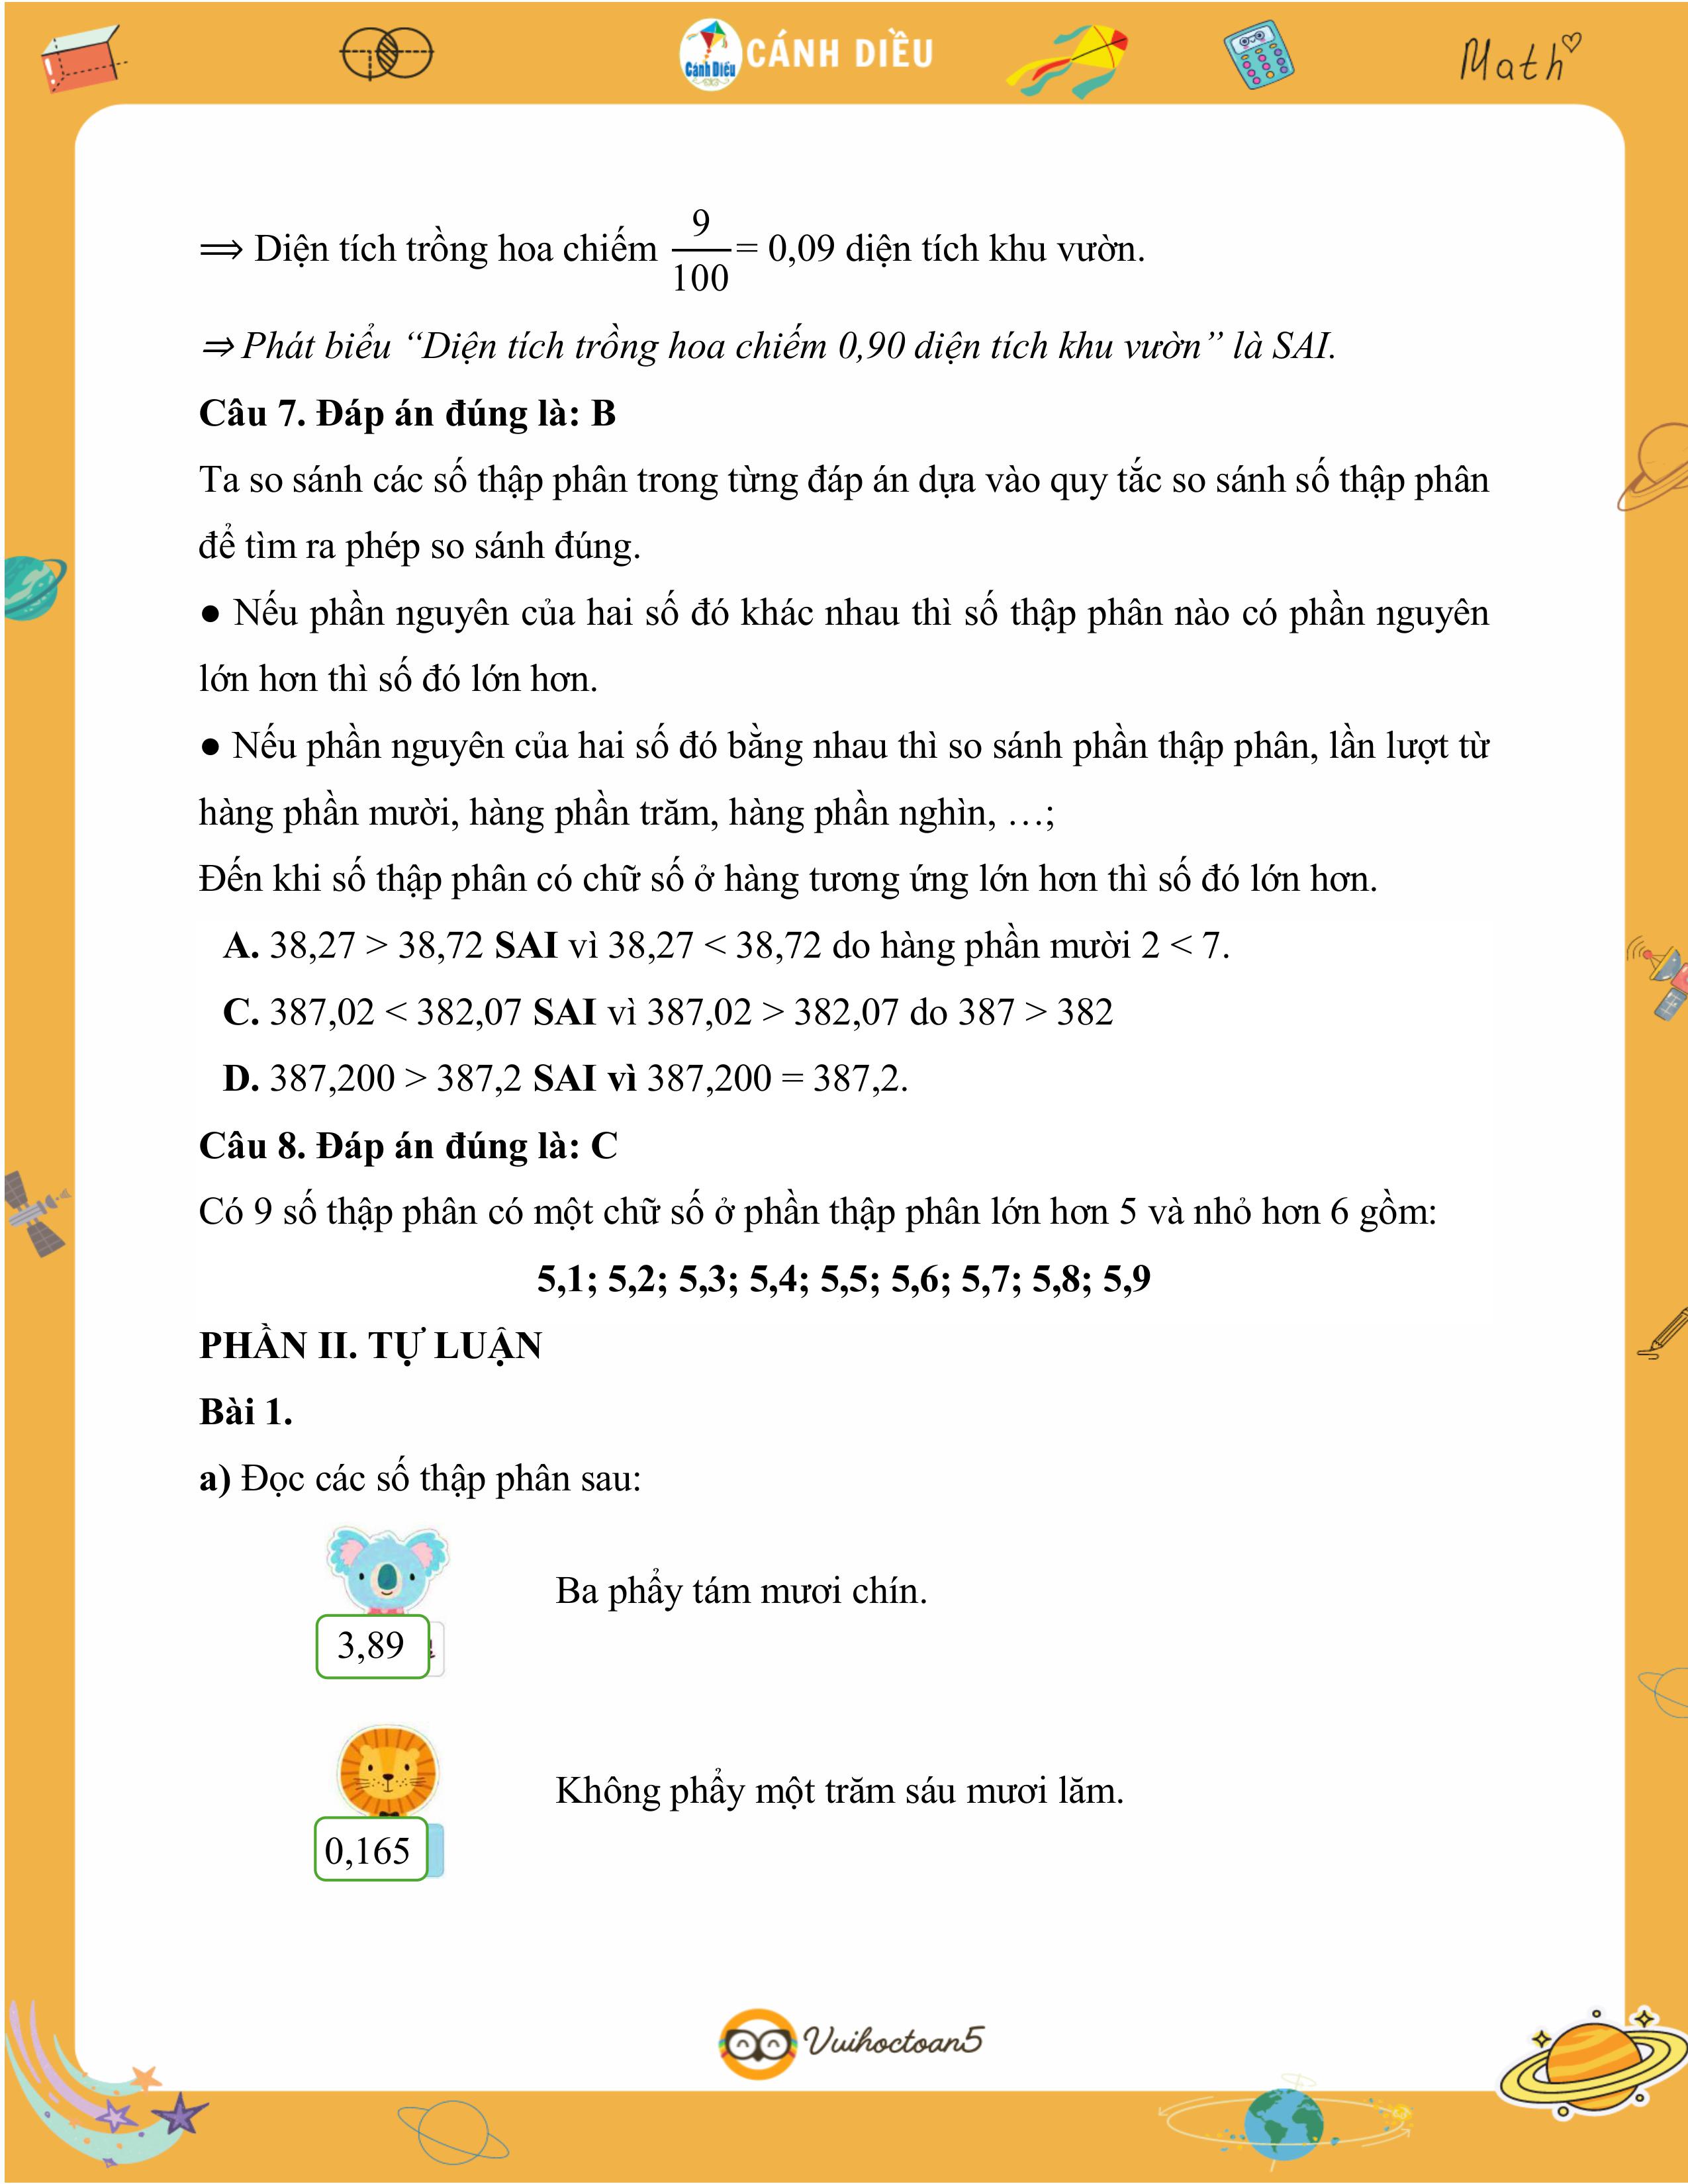 Cánh Diều CÁNH DIỀU
Math
⟹ Diện tích trồng hoa chiếm 9/100 = 0,09 diện tích khu vườn.
⇒ Phát biểu “Diện tích trồng hoa chiếm 0,90 diện tích khu vườn” là SAI.
Câu 7. Đáp án đúng là: B
Ta so sánh các số thập phân trong từng đáp án dựa vào quy tắc so sánh số thập phân
để tìm ra phép so sánh đúng.
● Nếu phần nguyên của hai số đó khác nhau thì số thập phân nào có phần nguyên
lớn hơn thì số đó lớn hơn.
● Nếu phần nguyên của hai số đó bằng nhau thì so sánh phần thập phân, lần lượt từ
hàng phần mười, hàng phần trăm, hàng phần nghìn, …;
Đến khi số thập phân có chữ số ở hàng tương ứng lớn hơn thì số đó lớn hơn.
A. 38,27 > 38,72 SAI vì 38,27 < 38,72 do hàng phần mười 2 < 7.
C. 387,02 < 382,07 SAI vì 387,02 > 382,07 do 387 > 382
D. 387,200 > 387,2 SAI vì 387,200 = 387,2.
Câu 8. Đáp án đúng là: C
Có 9 số thập phân có một chữ số ở phần thập phân lớn hơn 5 và nhỏ hơn 6 gồm:
5,1; 5,2; 5,3; 5,4; 5,5; 5,6; 5,7; 5,8; 5,9
PHẦN II. TỰ LUẬN
Bài 1.
a) Đọc các số thập phân sau:
Ba phẩy tám mươi chín.
3,89
Không phẩy một trăm sáu mươi lăm.
0,165
Vuihoctoan5